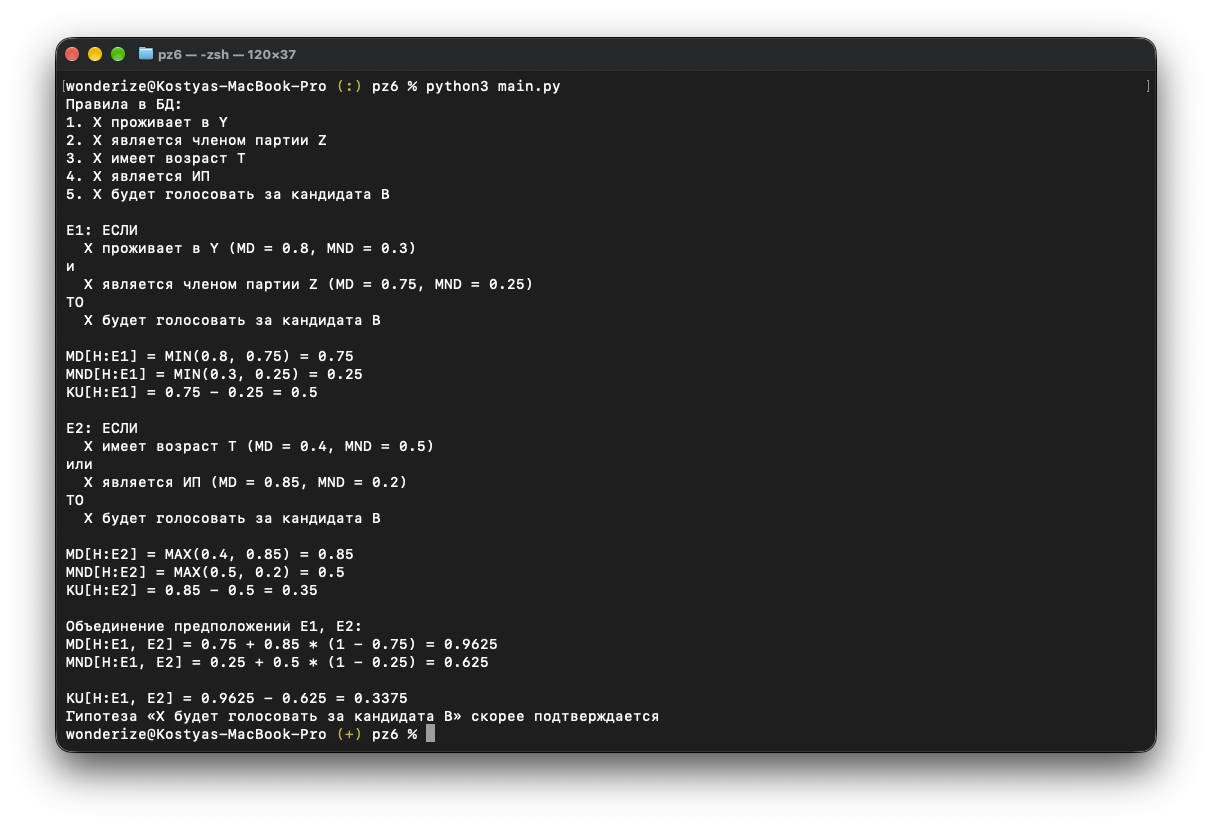 pz6 — -zsh — 120×37
[wonderize@Kostyas-MacBook-Pro (:) pz6 % python3 main.py ]
Правила в БД:
1. X проживает в Y
2. X является членом партии Z
3. X имеет возраст T
4. X является ИП
5. X будет голосовать за кандидата B
E1: ЕСЛИ
X проживает в Y (MD = 0.8, MND = 0.3)
и
X является членом партии Z (MD = 0.75, MND = 0.25)
ТО
X будет голосовать за кандидата B
MD[H:E1] = MIN(0.8, 0.75) = 0.75
MND[H:E1] = MIN(0.3, 0.25) = 0.25
KU[H:E1] = 0.75 - 0.25 = 0.5
E2: ЕСЛИ
X имеет возраст T (MD = 0.4, MND = 0.5)
или
X является ИП (MD = 0.85, MND = 0.2)
ТО
X будет голосовать за кандидата B
MD[H:E2] = MAX(0.4, 0.85) = 0.85
MND[H:E2] = MAX(0.5, 0.2) = 0.5
KU[H:E2] = 0.85 - 0.5 = 0.35
Объединение предположений E1, E2:
MD[H:E1, E2] = 0.75 + 0.85 * (1 - 0.75) = 0.9625
MND[H:E1, E2] = 0.25 + 0.5 * (1 - 0.25) = 0.625
KU[H:E1, E2] = 0.9625 - 0.625 = 0.3375
Гипотеза «X будет голосовать за кандидата B» скорее подтверждается
wonderize@Kostyas-MacBook-Pro (+) pz6 %